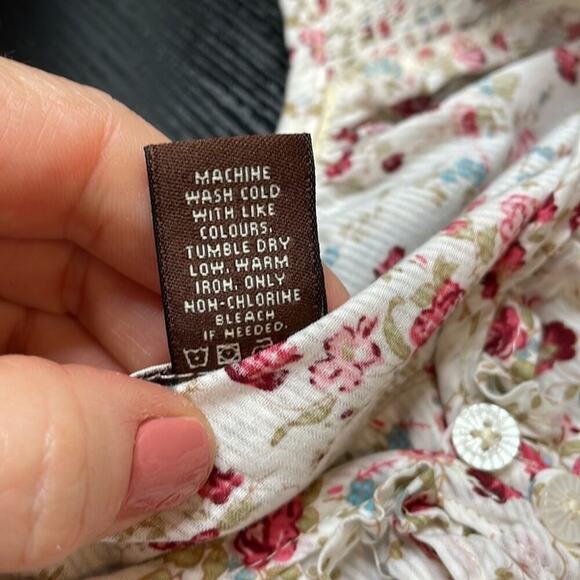 MACHINE
WASH COLD
WITH LIKE
COLOURS.
TUMBLE DRY
LOW. WARM
IRON. ONLY
NON-CHLORINE
BLEACH
IF NEEDED.